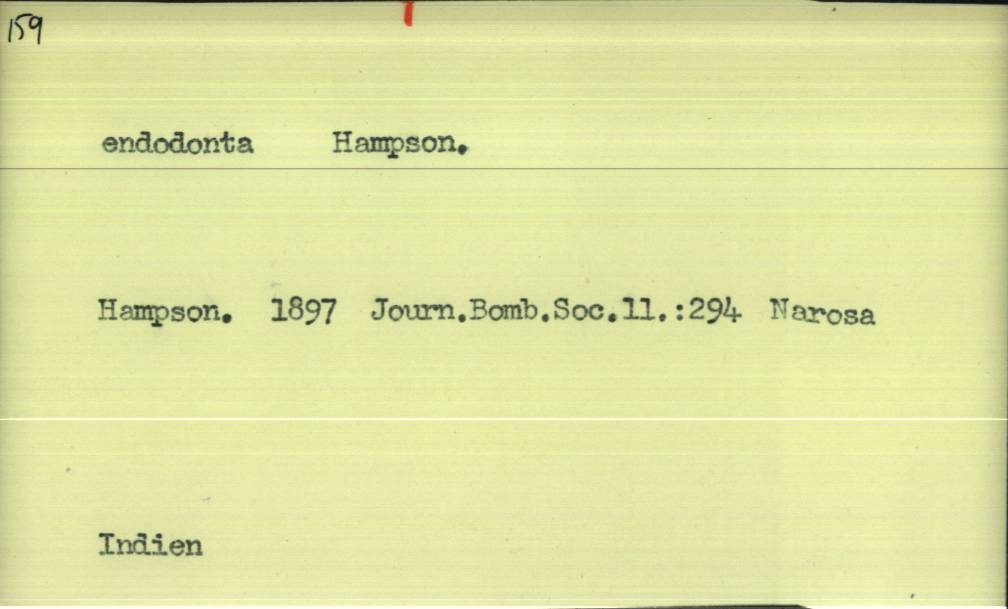 159
endodonta Hampson.
Hampson. 1897 Journ.Bomb.Soc.11.:294 Narosa
Indien